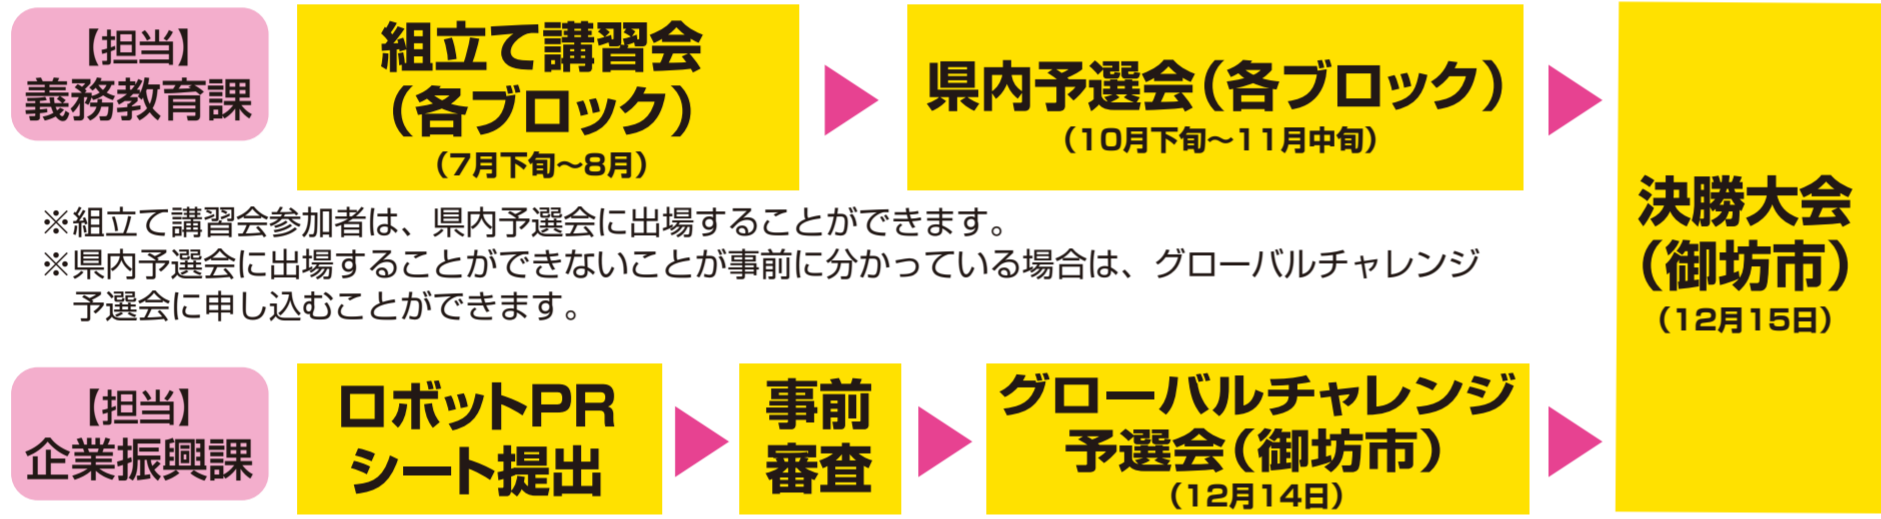 【担当】
義務教育課
組立て講習会
（各ブロック）
（7月下旬〜8月）
県内予選会（各ブロック）
（10月下旬〜11月中旬）
※組立て講習会参加者は、県内予選会に出場することができます。
※県内予選会に出場することができないことが事前に分かっている場合は、グローバルチャレンジ
予選会に申し込むことができます。
【担当】
企業振興課
ロボットPR
シート提出
事前
審査
グローバルチャレンジ
予選会（御坊市）
（12月14日）
決勝大会
（御坊市）
（12月15日）